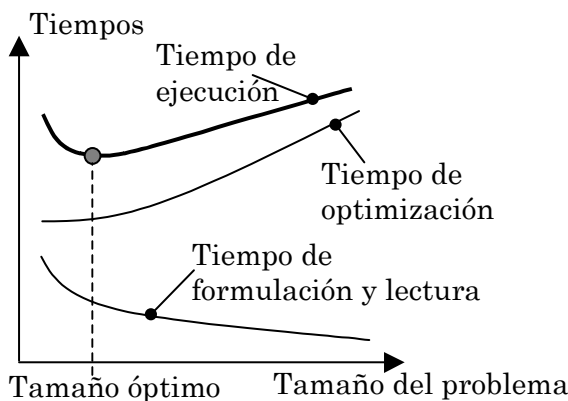 Tiempos
Tiempo de
ejecución
Tiempo de
optimización
Tiempo de
formulación y lectura
Tamaño óptimo
Tamaño del problema